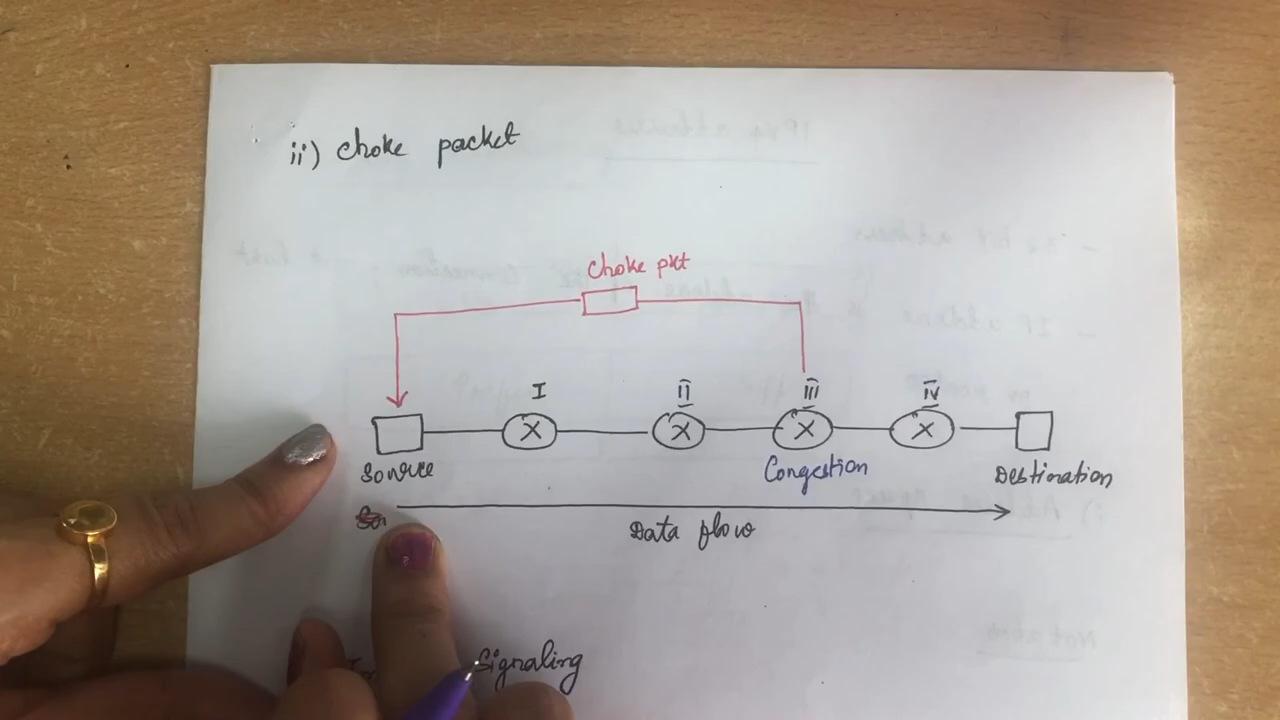 ii) choke packet
choke pkt
I II III IV
X X X X
Source Congestion Destination
Data flow
Signaling